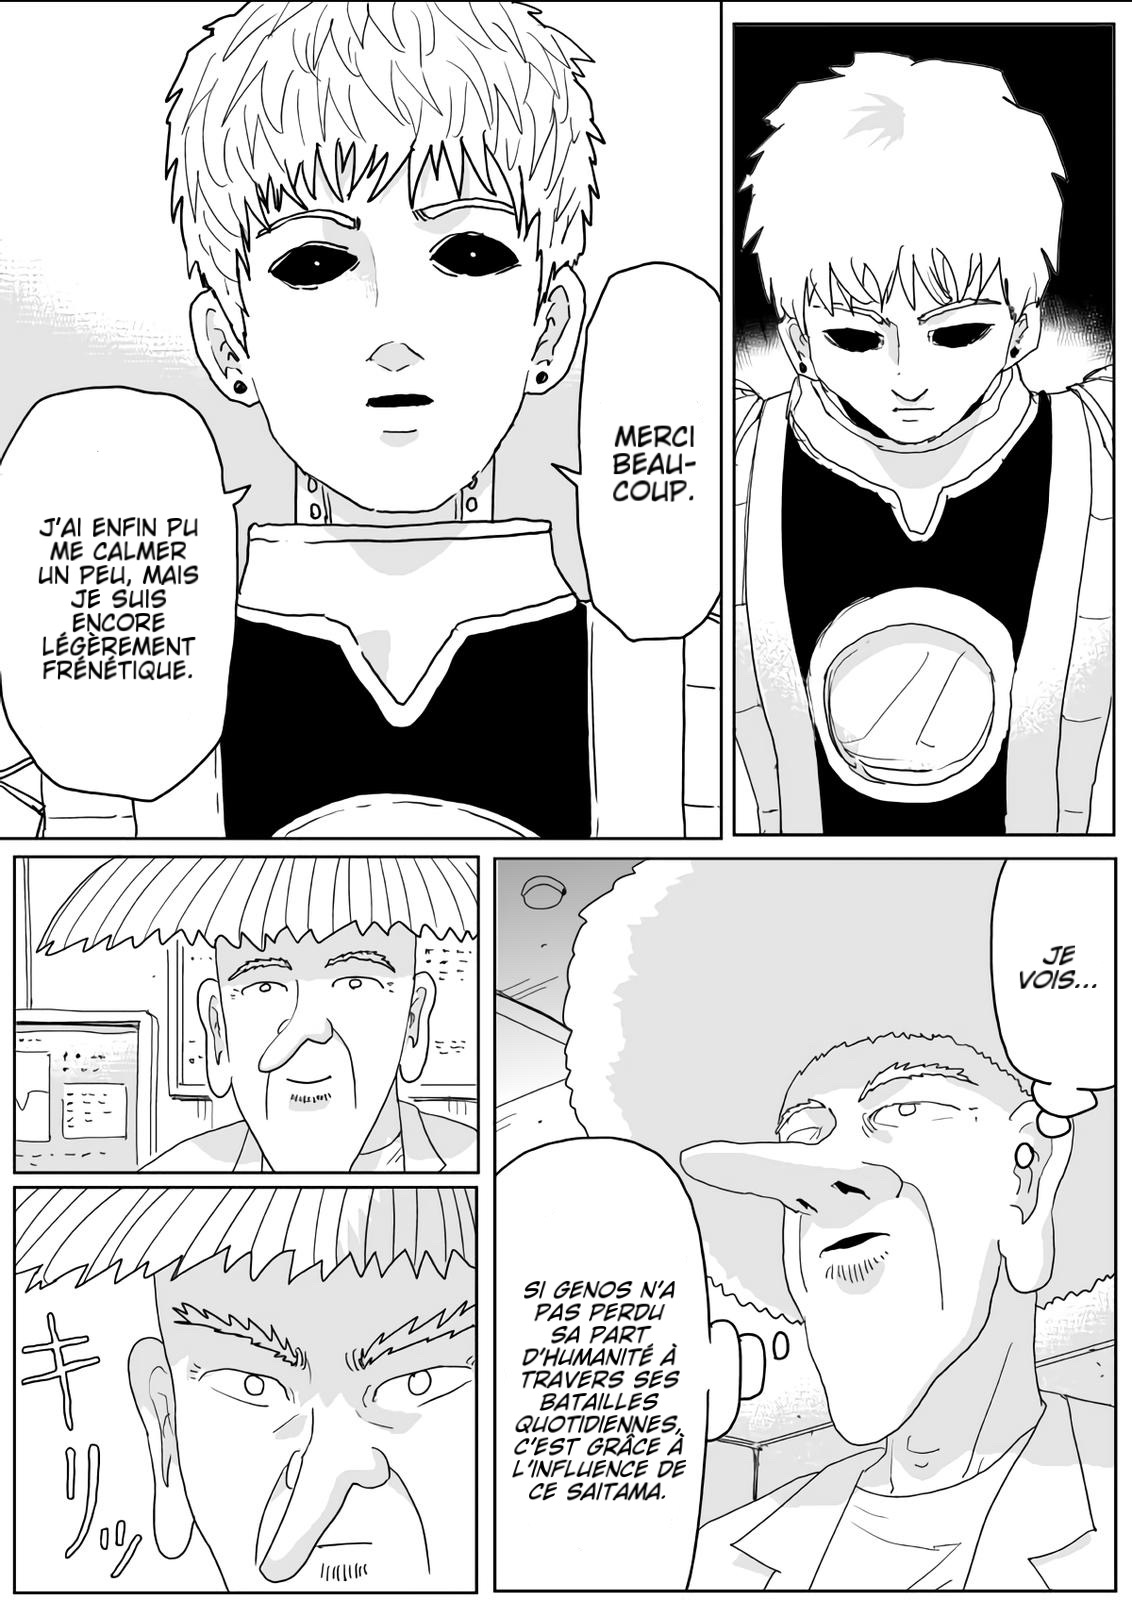 MERCI
BEAU-
COUP.
J'AI ENFIN PU
ME CALMER
UN PEU, MAIS
JE SUIS
ENCORE
LÉGÈREMENT
FRÉNÉTIQUE.
JE
VOIS...
SI GENOS N'A
PAS PERDU
SA PART
D'HUMANITÉ À
TRAVERS SES
BATAILLES
QUOTIDIENNES,
C'EST GRÂCE À
L'INFLUENCE DE
CE SAITAMA.
キリッ